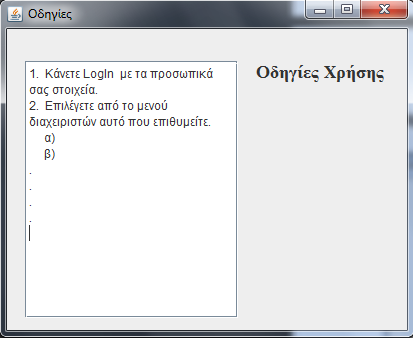 Οδηγίες
Οδηγίες Χρήσης
1. Κάνετε LogIn με τα προσωπικά
σας στοιχεία.
2. Επιλέγετε από το μενού
διαχειριστών αυτό που επιθυμείτε.
α)
β)
.
.
.
.